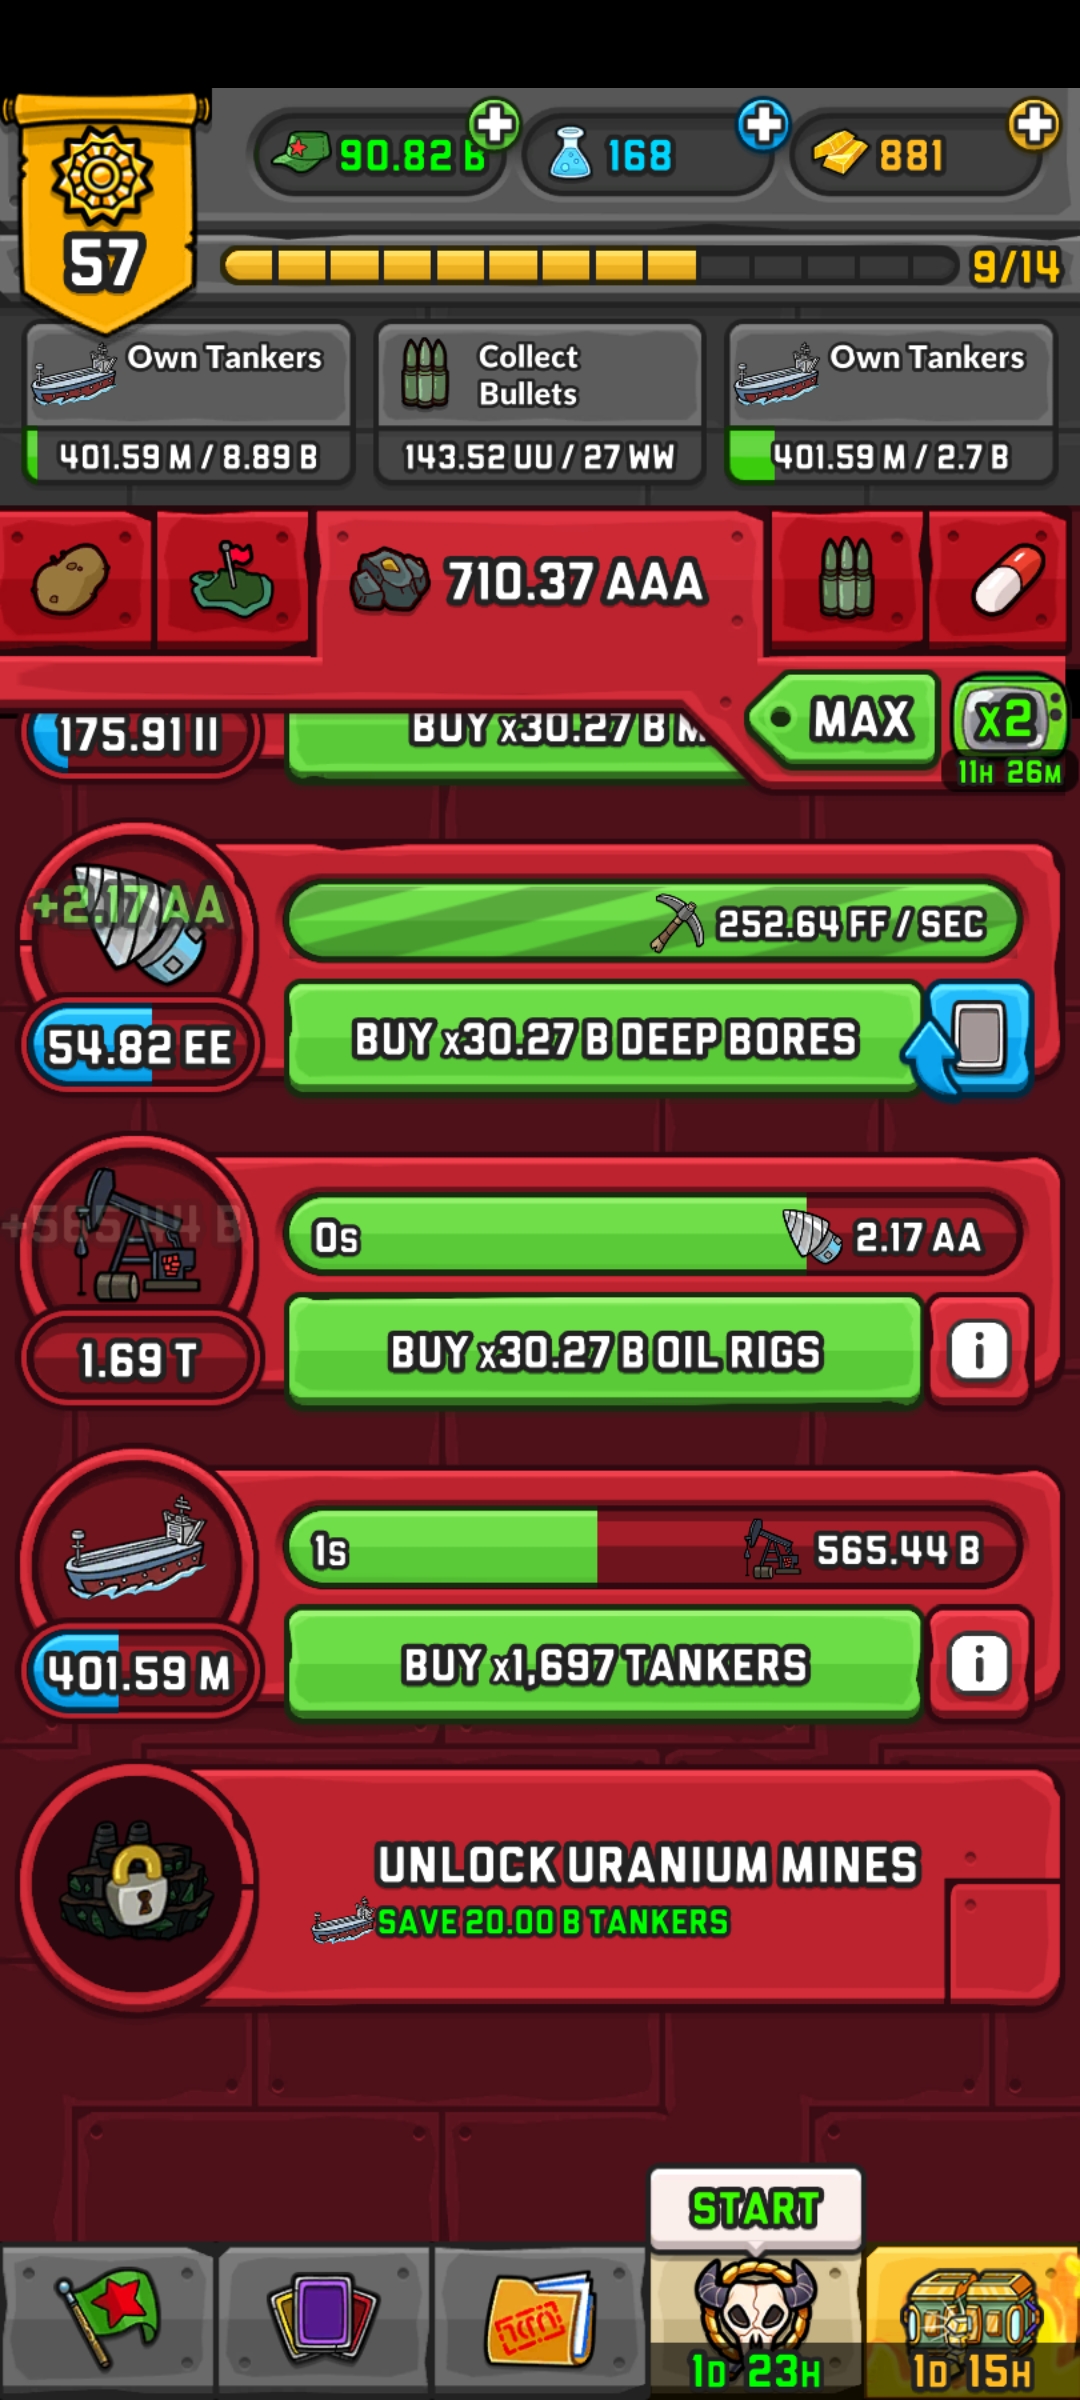 90.82 B
168
881
57
9/14
Own Tankers
401.59 M / 8.89 B
Collect
Bullets
143.52 UU / 27 WW
Own Tankers
401.59 M / 2.7 B
710.37 AAA
MAX
x2
11H 26M
175.91 II
BUY x30.27 B M
+2.17 AA
252.64 FF / SEC
54.82 EE
BUY x30.27 B DEEP BORES
+565.44 B
0s
2.17 AA
1.69 T
BUY x30.27 B OIL RIGS
i
1s
565.44 B
401.59 M
BUY x1,697 TANKERS
i
UNLOCK URANIUM MINES
SAVE 20.00 B TANKERS
START
1D 23H
1D 15H